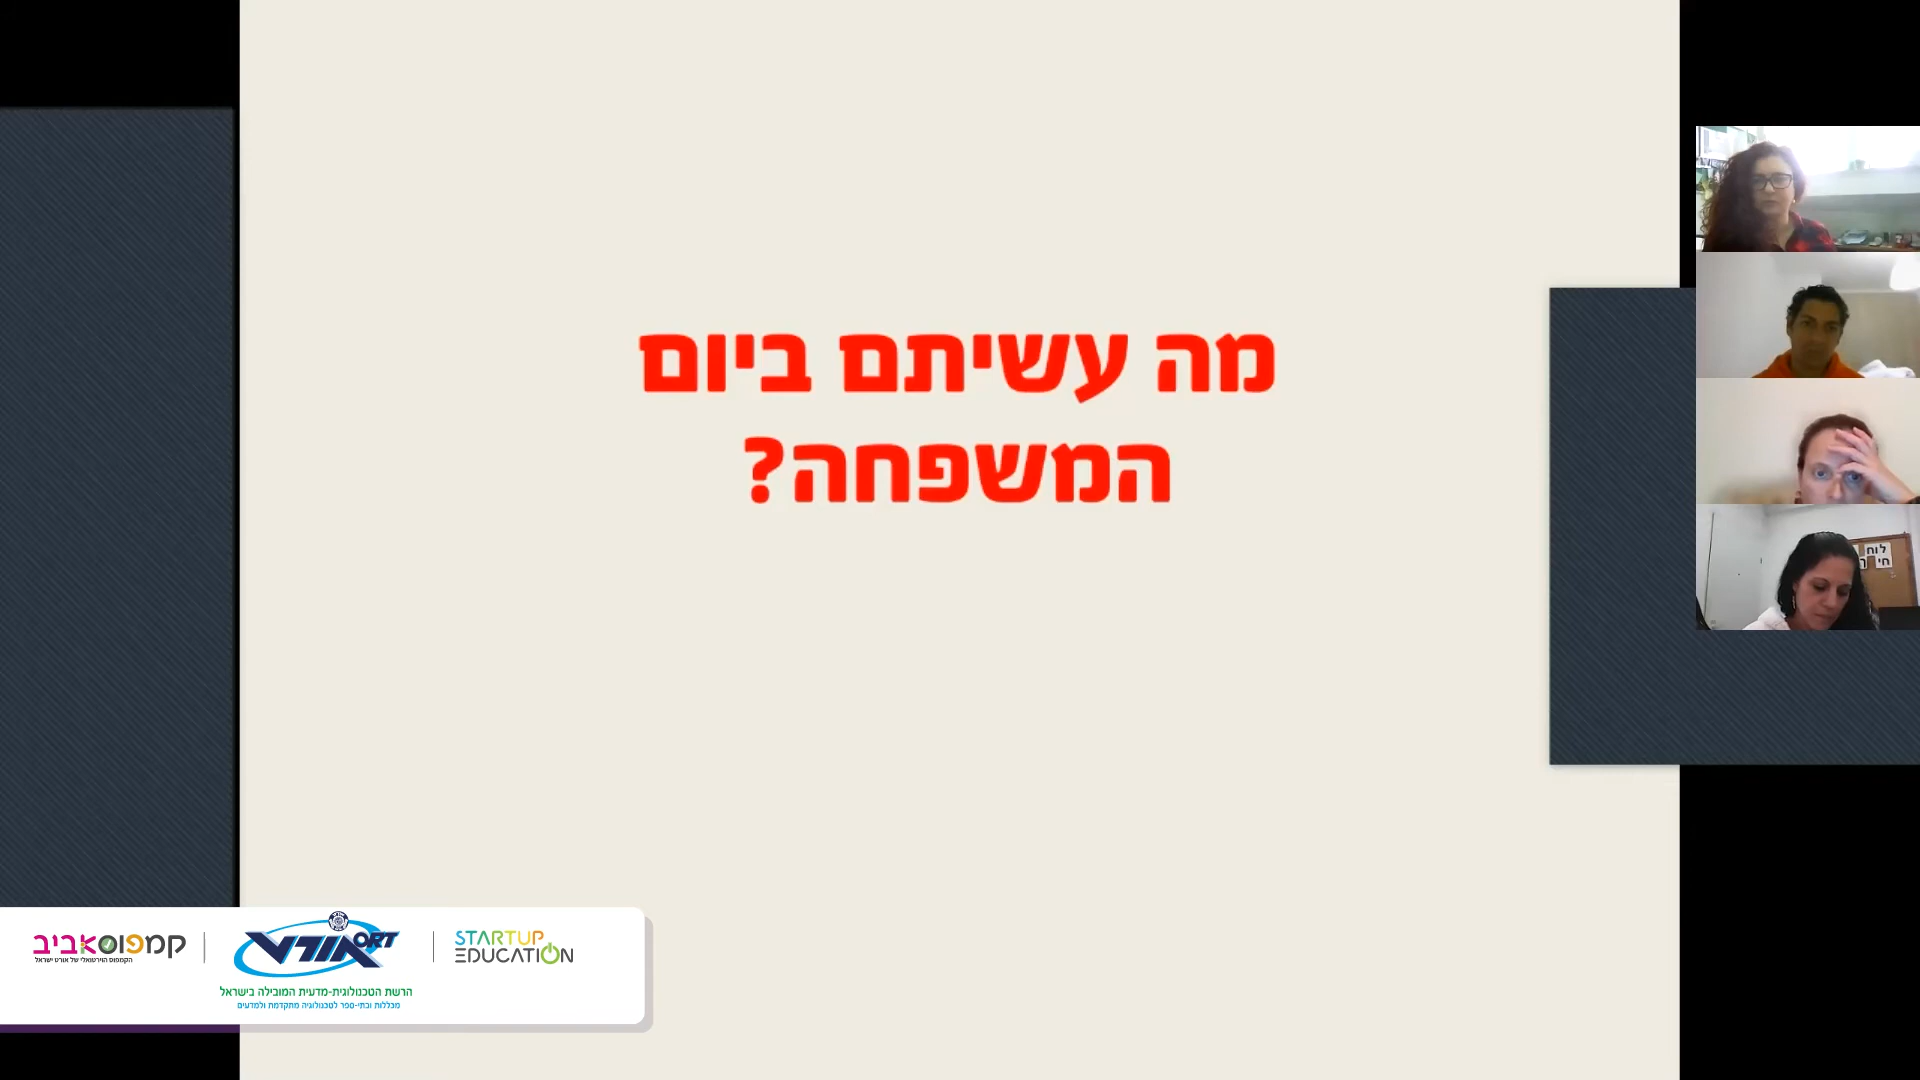 מה עשיתם ביום
המשפחה?
לוח
חי
קמפוסאביב
הקמפוס הוירטואלי של אורט ישראל
אורט ORT
הרשת הטכנולוגית-מדעית המובילה בישראל
מכללות ובתי-ספר לטכנולוגיה מתקדמת ולמדעים
STARTUP
EDUCATION